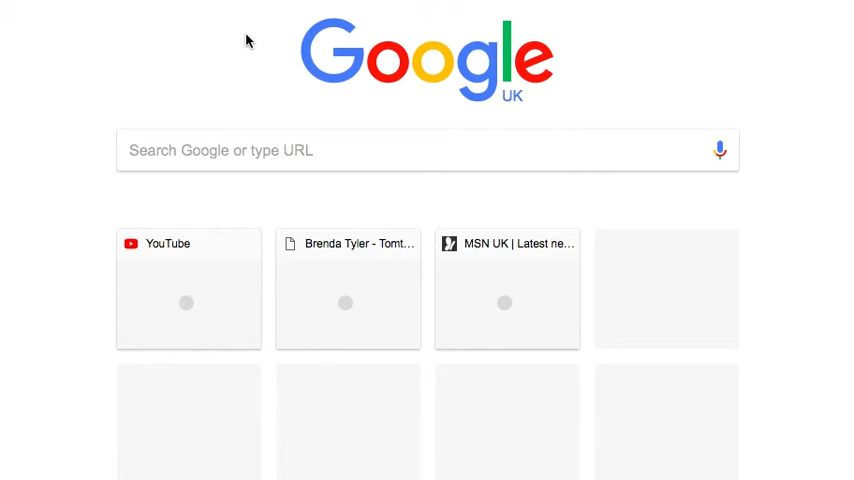 Google
UK
Search Google or type URL
YouTube
Brenda Tyler - Tomt...
MSN UK | Latest ne...